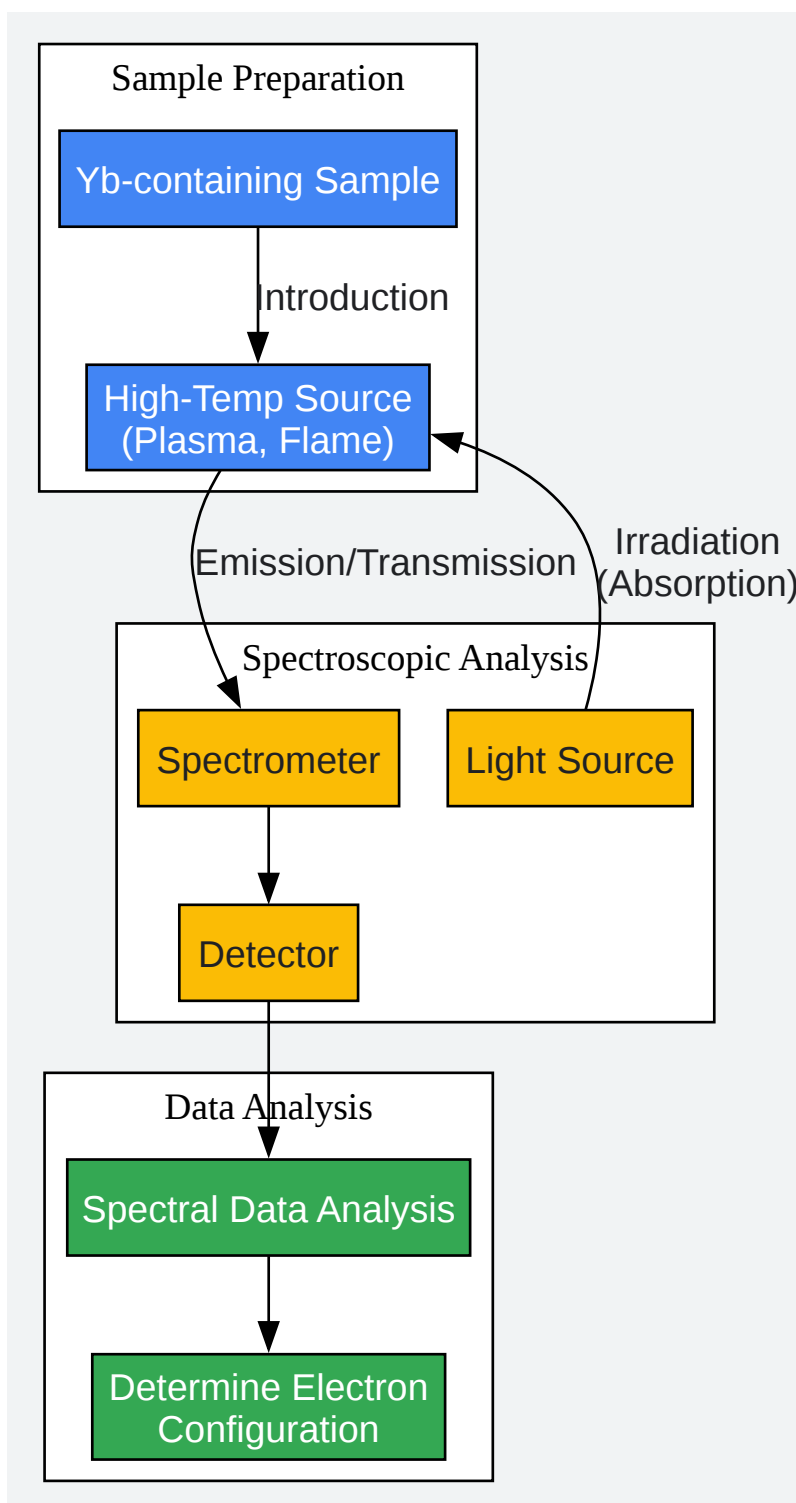 Sample Preparation
Yb-containing Sample
Introduction
High-Temp Source
(Plasma, Flame)
Emission/Transmission
Irradiation
(Absorption)
Spectroscopic Analysis
Spectrometer
Light Source
Detector
Data Analysis
Spectral Data Analysis
Determine Electron
Configuration